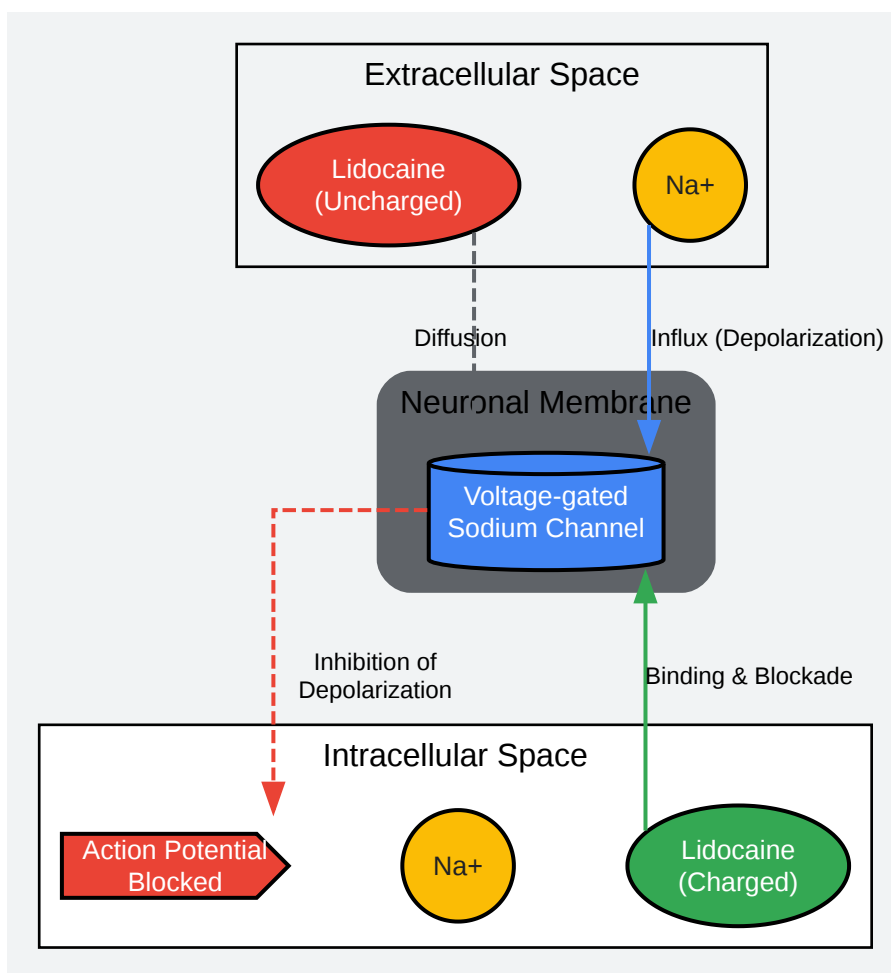 Extracellular Space
Lidocaine
(Uncharged)
Na+
Diffusion
Influx (Depolarization)
Neuronal Membrane
Voltage-gated
Sodium Channel
Inhibition of
Depolarization
Binding & Blockade
Intracellular Space
Action Potential
Blocked
Na+
Lidocaine
(Charged)